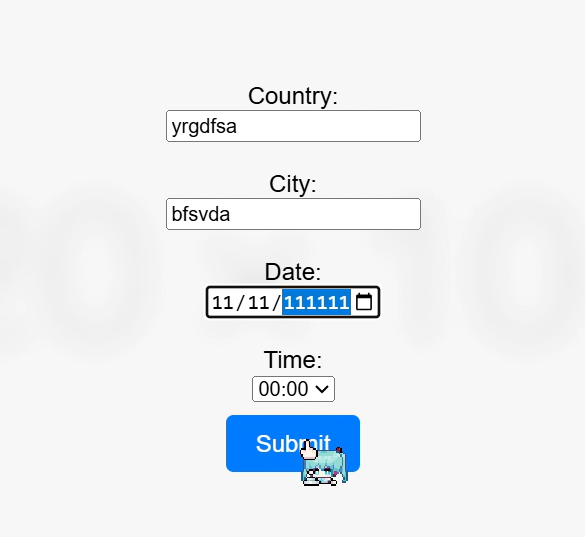 Country:
yrgdfsa
City:
bfsvda
Date:
11/11/111111
Time:
00:00
Submit